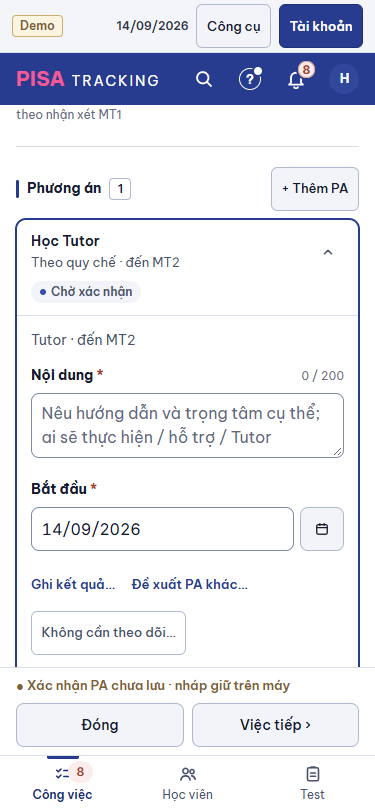 Demo
14/09/2026
Công cụ
Tài khoản
PISA TRACKING
?
8
H
theo nhận xét MT1
Phương án 1
+ Thêm PA
Học Tutor
Theo quy chế · đến MT2
● Chờ xác nhận
Tutor · đến MT2
Nội dung *
0 / 200
Nêu hướng dẫn và trọng tâm cụ thể;
ai sẽ thực hiện / hỗ trợ / Tutor
Bắt đầu *
14/09/2026
Ghi kết quả...
Đề xuất PA khác...
Không cần theo dõi...
● Xác nhận PA chưa lưu · nháp giữ trên máy
Đóng
Việc tiếp ›
8
Công việc
Học viên
Test